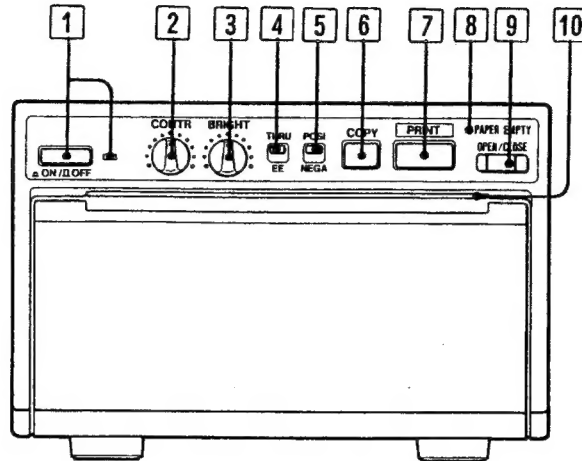 1 2 3 4 5 6 7 8 9 10
CONTR BRIGHT THRU POSI COPY PRINT PAPER EMPTY
OPEN/CLOSE
ON/OFF EE NEGA